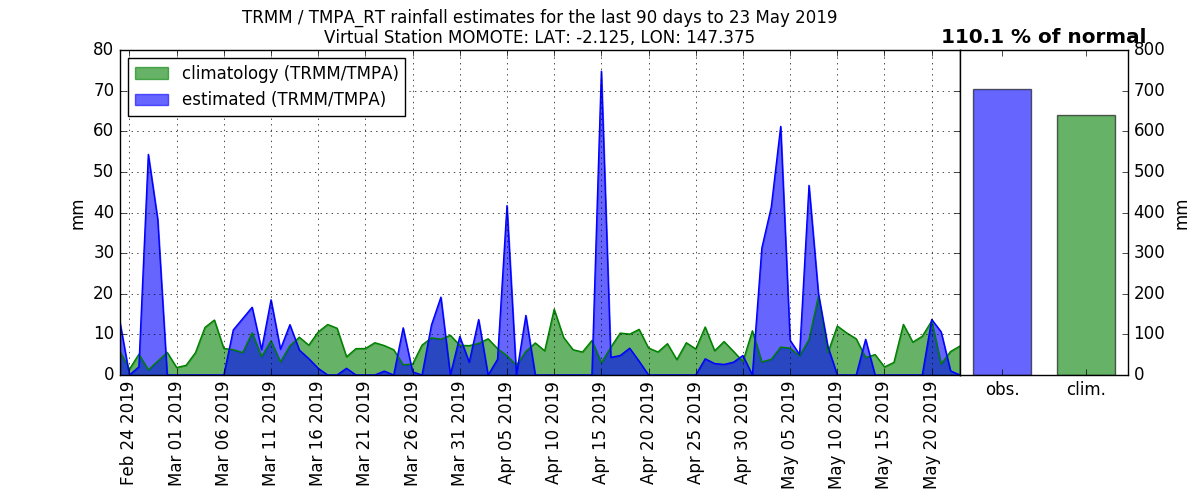 TRMM / TMPA_RT rainfall estimates for the last 90 days to 23 May 2019
Virtual Station MOMOTE: LAT: -2.125, LON: 147.375
110.1 % of normal
climatology (TRMM/TMPA)
estimated (TRMM/TMPA)
80
70
60
50
40
30
20
10
0
mm
Feb 24 2019
Mar 01 2019
Mar 06 2019
Mar 11 2019
Mar 16 2019
Mar 21 2019
Mar 26 2019
Mar 31 2019
Apr 05 2019
Apr 10 2019
Apr 15 2019
Apr 20 2019
Apr 25 2019
Apr 30 2019
May 05 2019
May 10 2019
May 15 2019
May 20 2019
obs.
clim.
800
700
600
500
400
300
200
100
0
mm